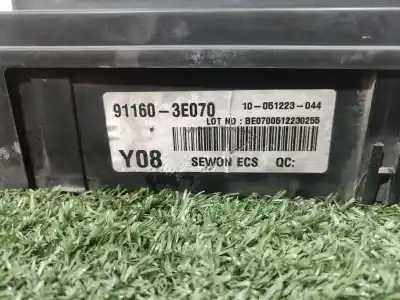 91160-3E070 10-051223-044
LOT NO : BE0700512230255
Y08 SEWON ECS QC: